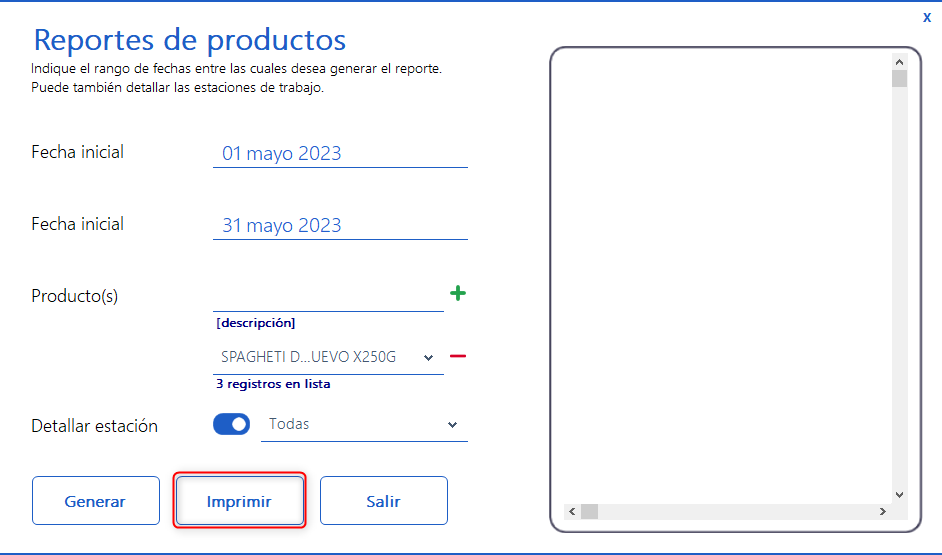 x
Reportes de productos
Indique el rango de fechas entre las cuales desea generar el reporte.
Puede también detallar las estaciones de trabajo.
Fecha inicial 01 mayo 2023
Fecha inicial 31 mayo 2023
Producto(s)
[descripción]
SPAGHETI D...UEVO X250G
3 registros en lista
Detallar estación Todas
Generar Imprimir Salir